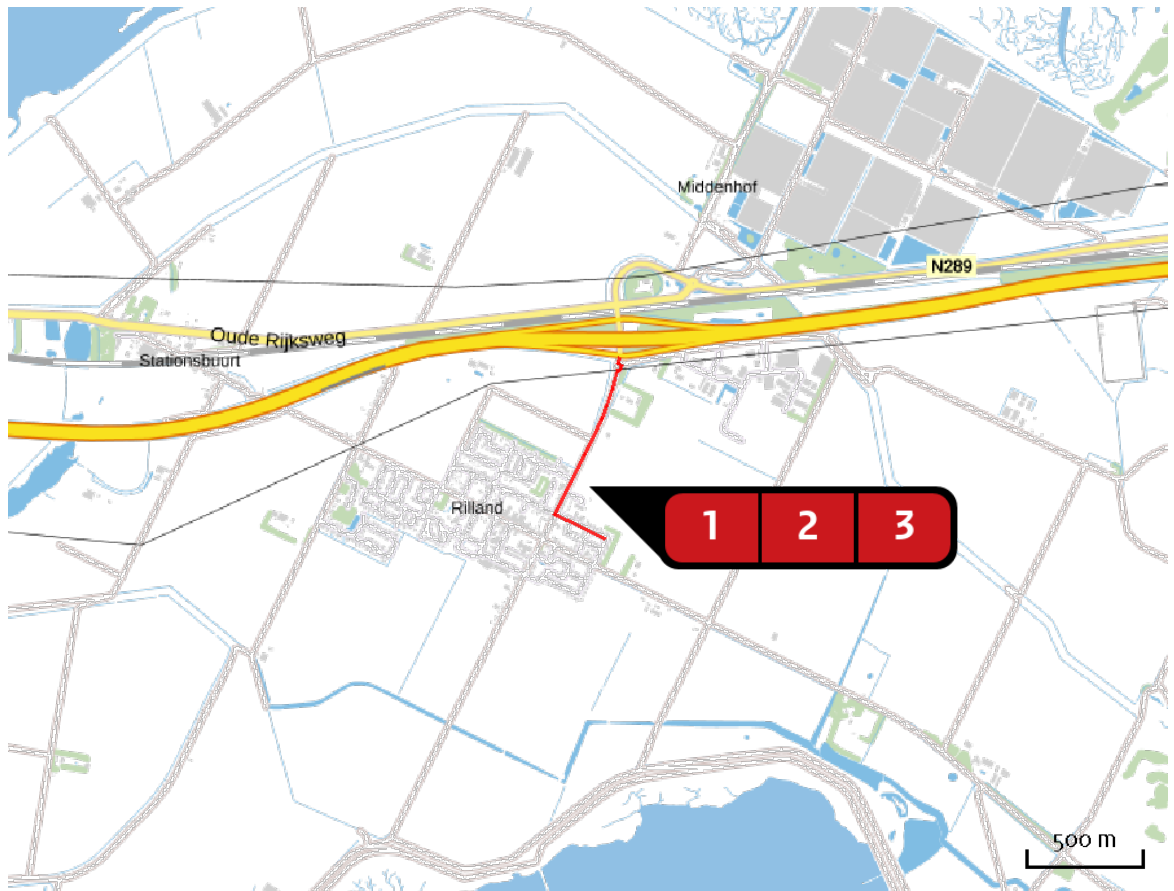 Middenhof
N289
Oude Rijksweg
Stationsbuurt
Rilland
1 2 3
500 m